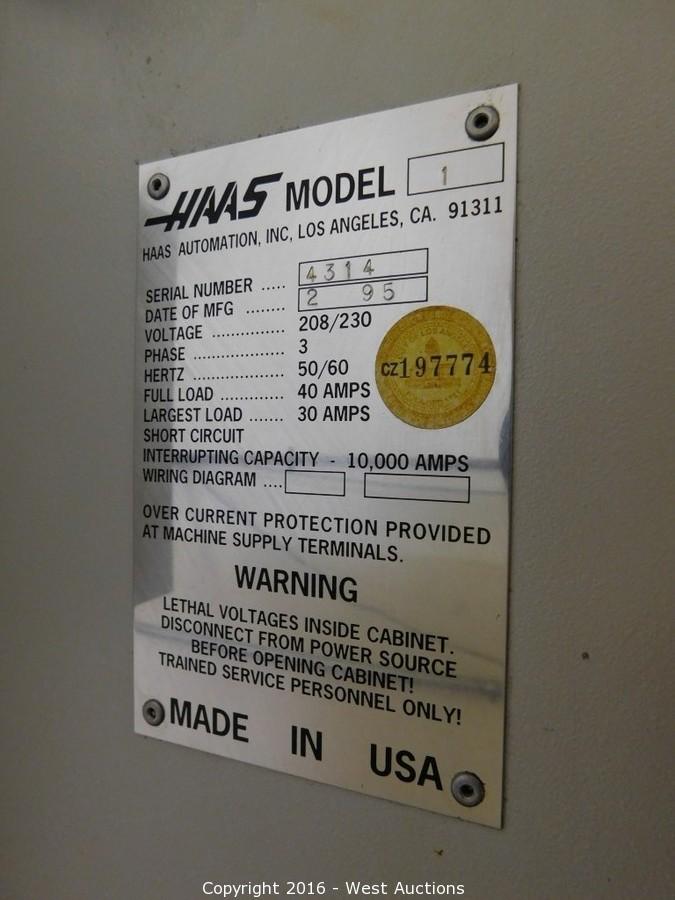 HAAS MODEL 1
HAAS AUTOMATION, INC, LOS ANGELES, CA. 91311
SERIAL NUMBER ..... 4314
DATE OF MFG ........ 2 95
VOLTAGE ............... 208/230
PHASE ................... 3
HERTZ ................... 50/60
CZ197774
FULL LOAD ............. 40 AMPS
LARGEST LOAD ....... 30 AMPS
SHORT CIRCUIT
INTERRUPTING CAPACITY - 10,000 AMPS
WIRING DIAGRAM ....
OVER CURRENT PROTECTION PROVIDED
AT MACHINE SUPPLY TERMINALS.
WARNING
LETHAL VOLTAGES INSIDE CABINET.
DISCONNECT FROM POWER SOURCE
BEFORE OPENING CABINET!
TRAINED SERVICE PERSONNEL ONLY!
MADE IN USA
Copyright 2016 - West Auctions